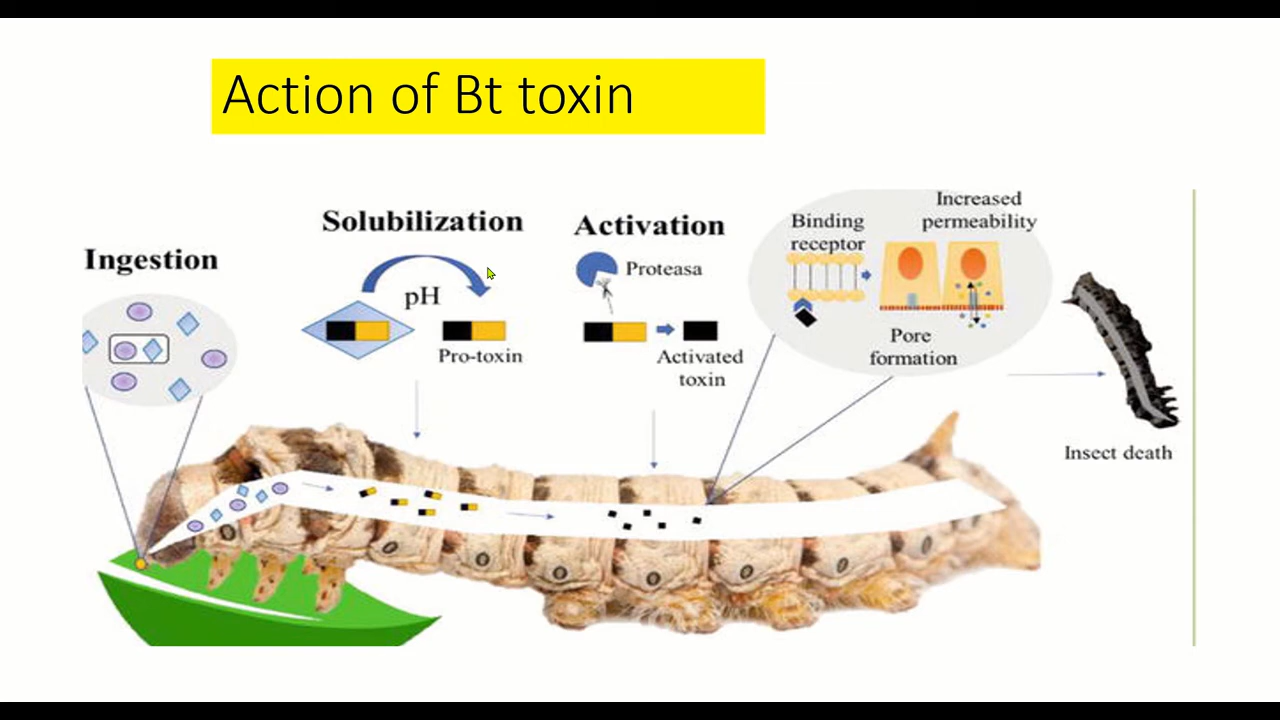 Action of Bt toxin
Ingestion
Solubilization
pH
Pro-toxin
Activation
Proteasa
Activated
toxin
Binding
receptor
Increased
permeability
Pore
formation
Insect death